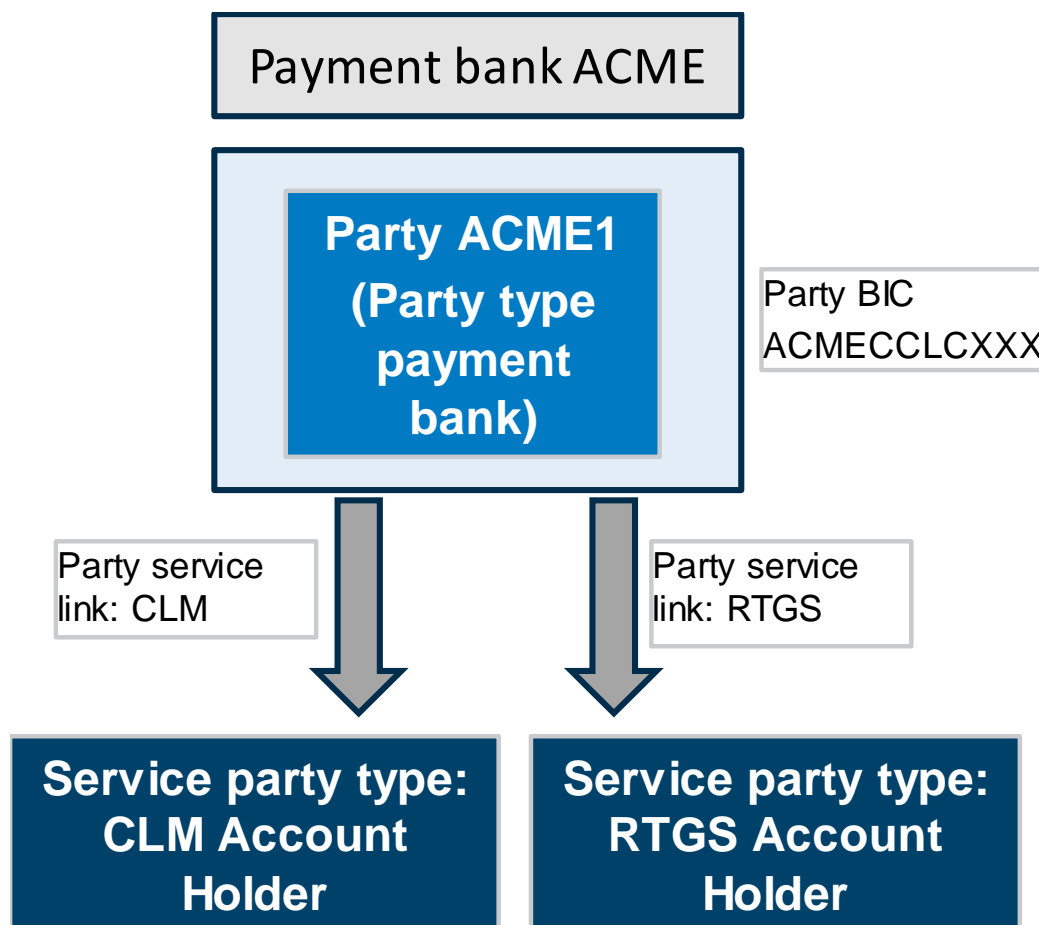 Payment bank ACME
Party ACME1
(Party type
payment
bank)
Party BIC
ACMECCLCXXX
Party service
link: CLM
Party service
link: RTGS
Service party type:
CLM Account
Holder
Service party type:
RTGS Account
Holder